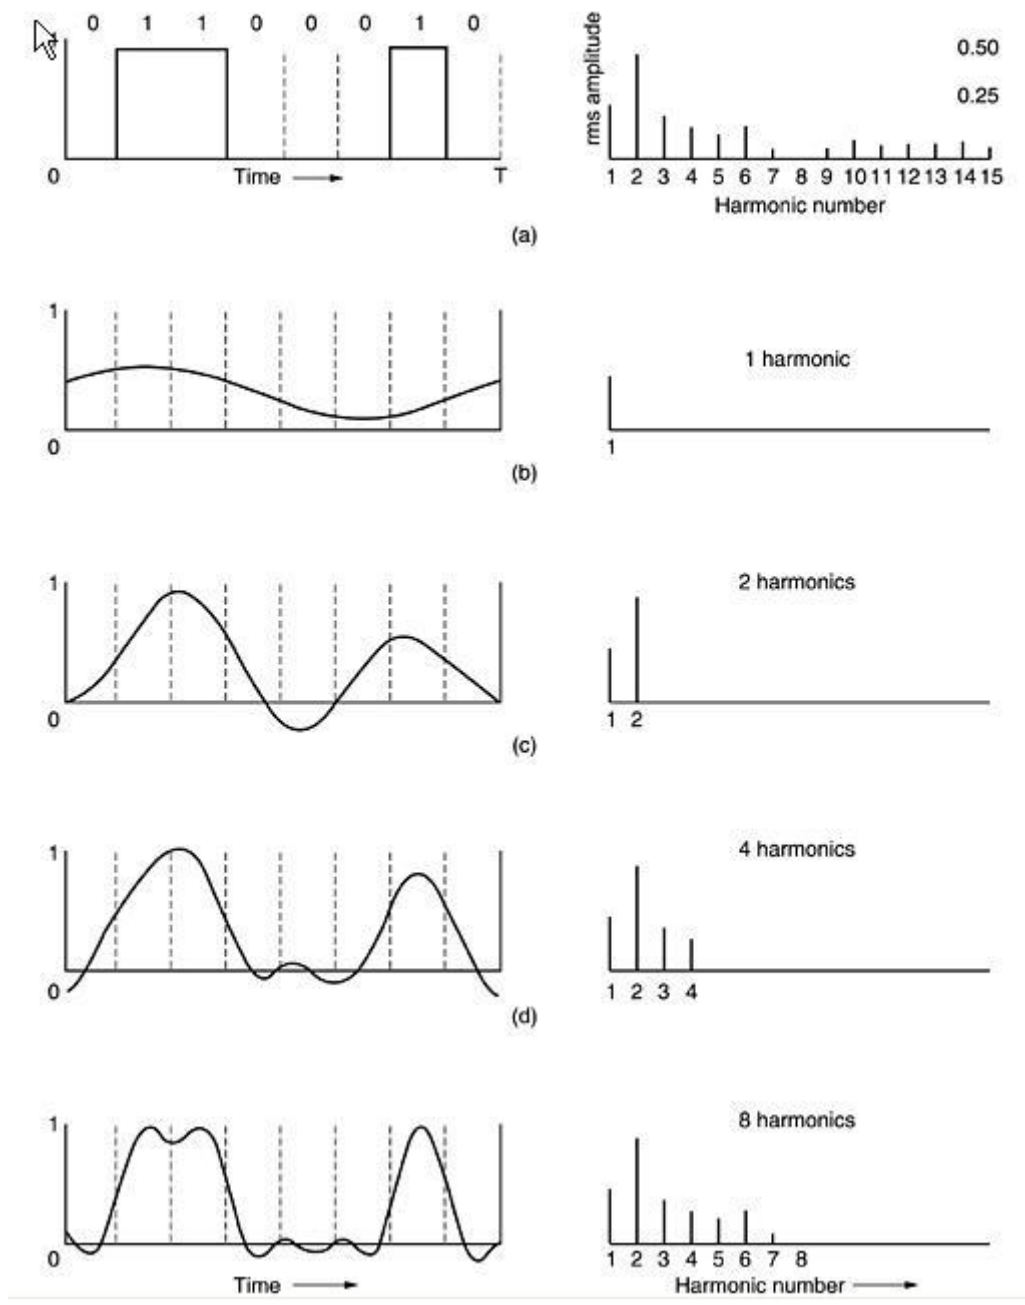 0 1 1 0 0 0 1 0
1
0
Time
T
rms amplitude
0.50
0.25
1 2 3 4 5 6 7 8 9 10 11 12 13 14 15
Harmonic number
(a)
1
0
1 harmonic
1
(b)
1
0
2 harmonics
1 2
(c)
1
0
4 harmonics
1 2 3 4
(d)
1
0
Time
8 harmonics
1 2 3 4 5 6 7 8
Harmonic number